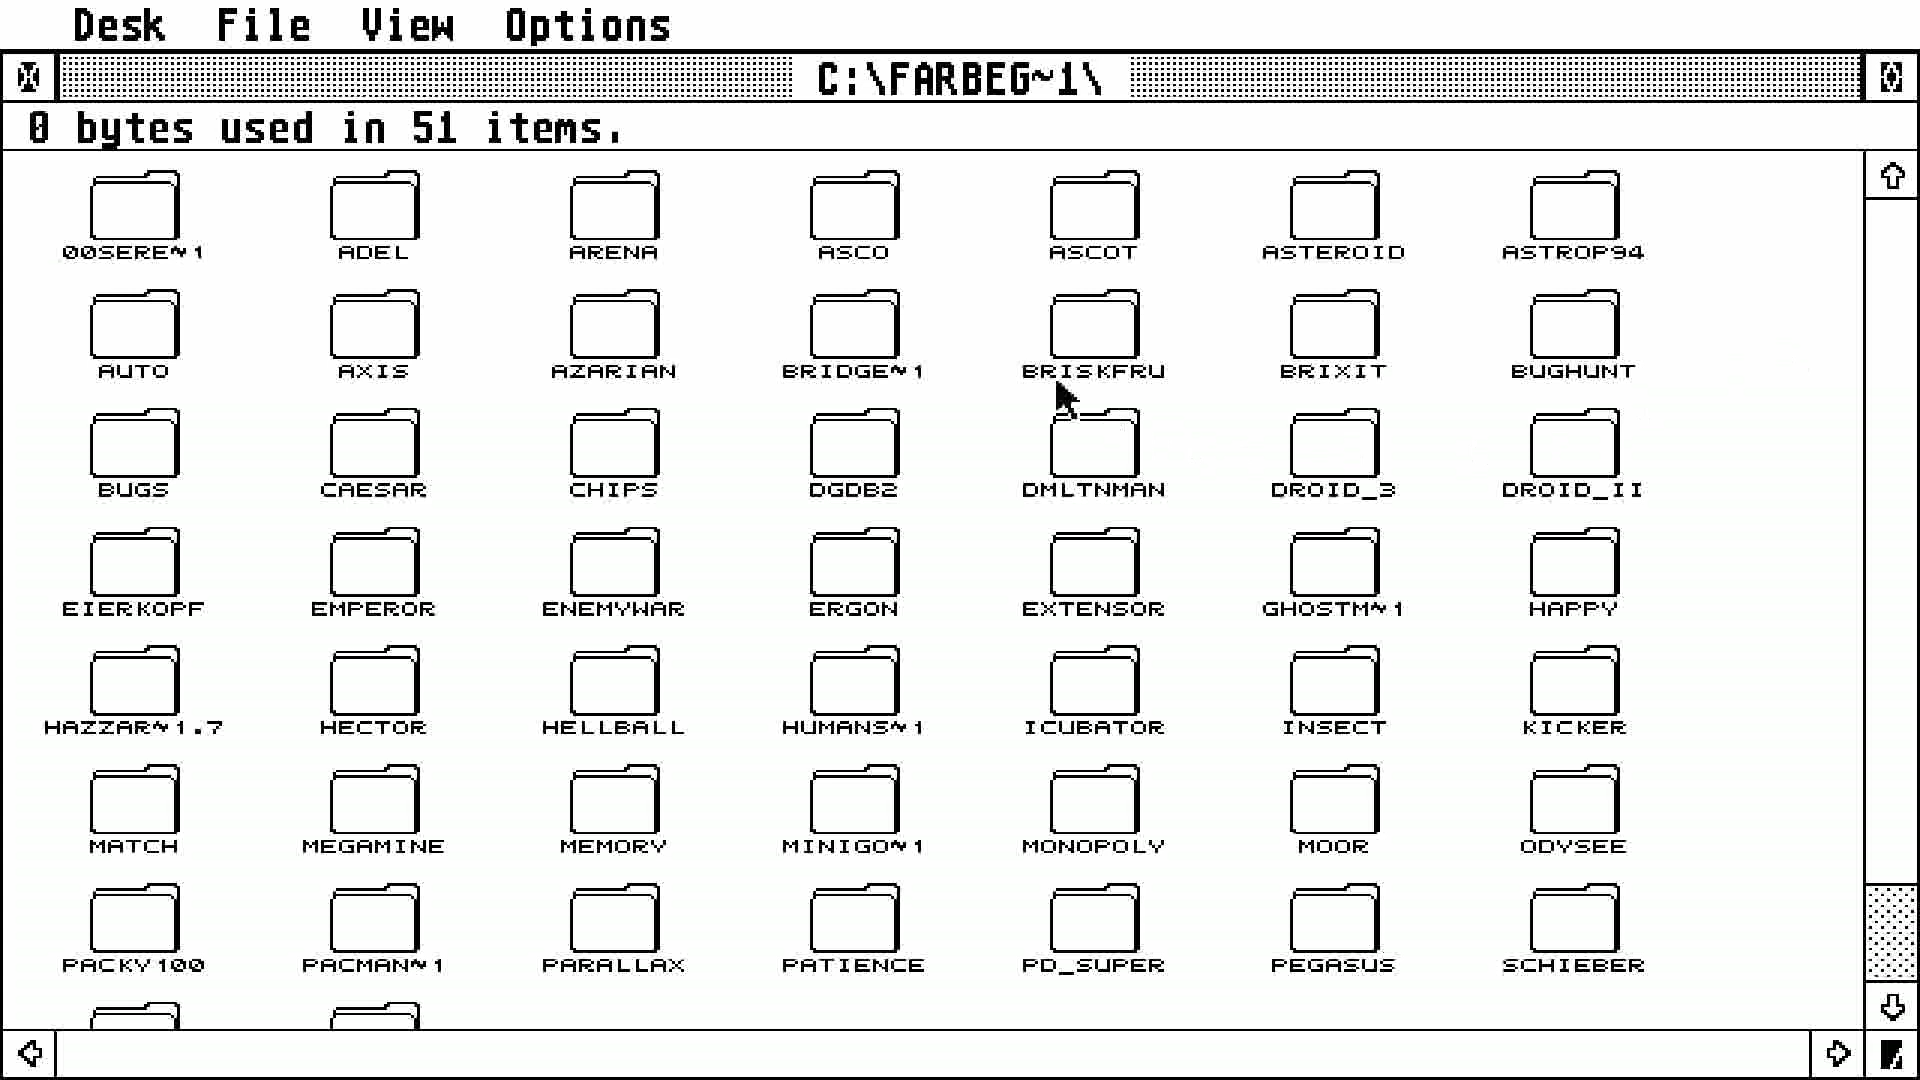 Desk File View Options
C:\FARBEG~1\
0 bytes used in 51 items.
00SERE~1 ADEL ARENA ASCO ASCOT ASTEROID ASTROP94
AUTO AXIS AZARIAN BRIDGE~1 BRISKFRU BRIXIT BUGHUNT
BUGS CAESAR CHIPS DGDB2 DMLTNMAN DROID_3 DROID_II
EIERKOPF EMPEROR ENEMYWAR ERGON EXTENSOR GHOSTM~1 HAPPY
HAZZAR~1.7 HECTOR HELLBALL HUMANS~1 ICUBATOR INSECT KICKER
MATCH MEGAMINE MEMORY MINIGO~1 MONOPOLY MOOR ODYSEE
PACKY100 PACMAN~1 PARALLAX PATIENCE PD_SUPER PEGASUS SCHIEBER